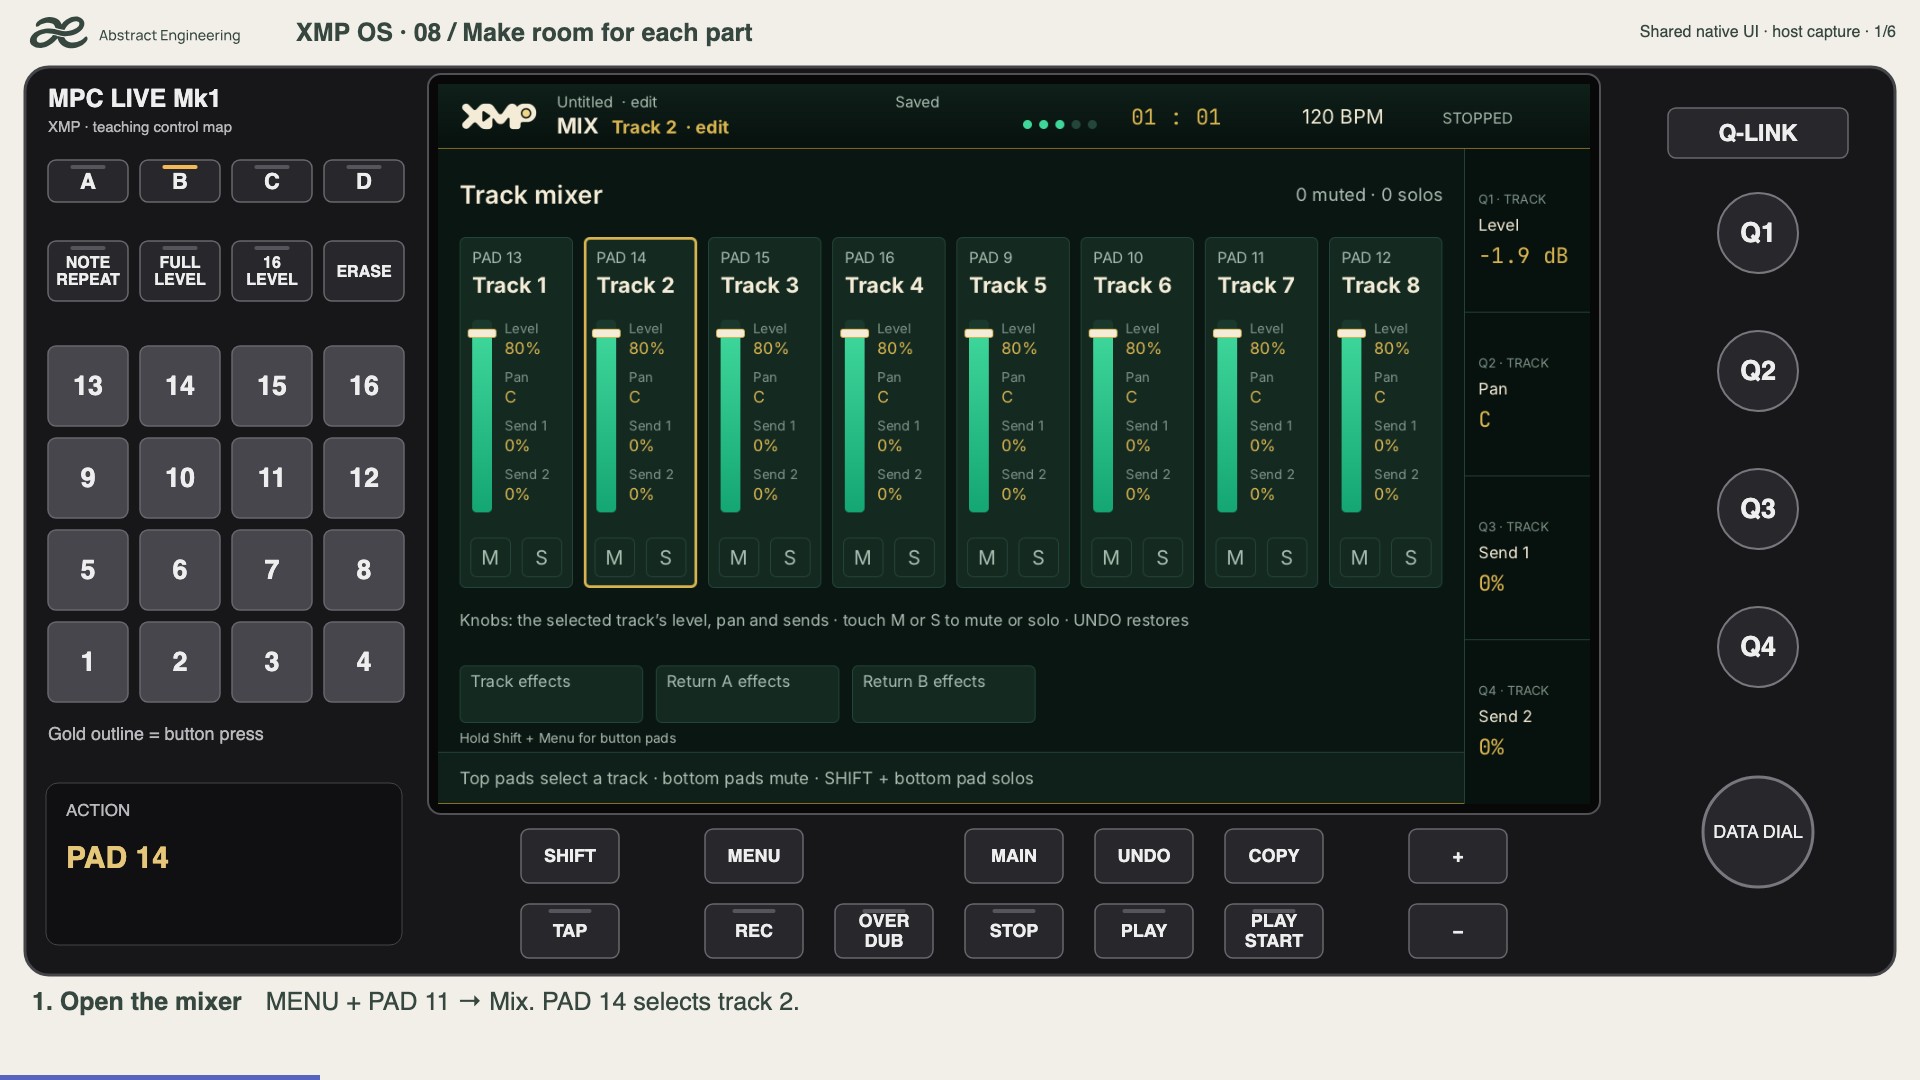 Abstract Engineering
XMP OS · 08 / Make room for each part
Shared native UI · host capture · 1/6
MPC LIVE Mk1
XMP · teaching control map
A
B
C
D
NOTE REPEAT
FULL LEVEL
16 LEVEL
ERASE
13
14
15
16
9
10
11
12
5
6
7
8
1
2
3
4
Gold outline = button press
ACTION
PAD 14
XMP
Untitled · edit
MIX Track 2 · edit
Saved
01 : 01
120 BPM
STOPPED
Track mixer
0 muted · 0 solos
PAD 13
Track 1
Level
80%
Pan
C
Send 1
0%
Send 2
0%
M S
PAD 14
Track 2
Level
80%
Pan
C
Send 1
0%
Send 2
0%
M S
PAD 15
Track 3
Level
80%
Pan
C
Send 1
0%
Send 2
0%
M S
PAD 16
Track 4
Level
80%
Pan
C
Send 1
0%
Send 2
0%
M S
PAD 9
Track 5
Level
80%
Pan
C
Send 1
0%
Send 2
0%
M S
PAD 10
Track 6
Level
80%
Pan
C
Send 1
0%
Send 2
0%
M S
PAD 11
Track 7
Level
80%
Pan
C
Send 1
0%
Send 2
0%
M S
PAD 12
Track 8
Level
80%
Pan
C
Send 1
0%
Send 2
0%
M S
Knobs: the selected track’s level, pan and sends · touch M or S to mute or solo · UNDO restores
Track effects
Return A effects
Return B effects
Hold Shift + Menu for button pads
Top pads select a track · bottom pads mute · SHIFT + bottom pad solos
Q1 · TRACK
Level
-1.9 dB
Q2 · TRACK
Pan
C
Q3 · TRACK
Send 1
0%
Q4 · TRACK
Send 2
0%
Q-LINK
Q1
Q2
Q3
Q4
DATA DIAL
SHIFT
MENU
MAIN
UNDO
COPY
+
TAP
REC
OVER DUB
STOP
PLAY
PLAY START
−
1. Open the mixer MENU + PAD 11 → Mix. PAD 14 selects track 2.